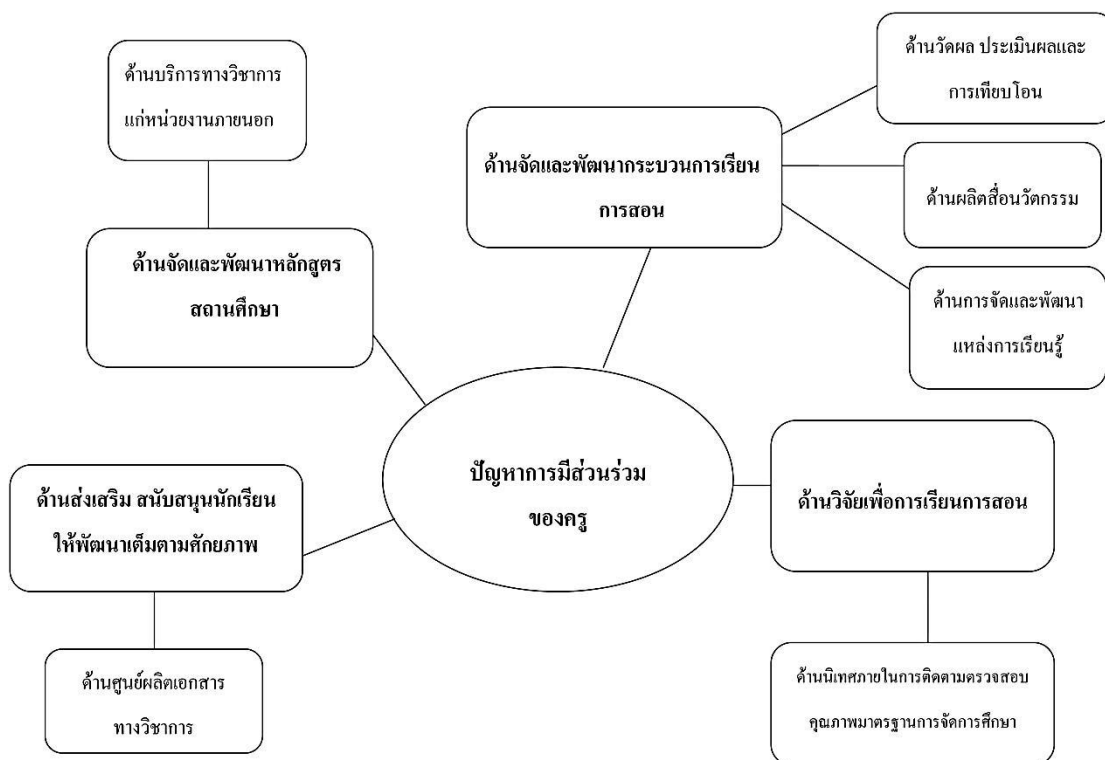 ด้านบริการทางวิชาการ
แก่หน่วยงานภายนอก
ด้านวัดผล ประเมินผลและ
การเทียบโอน
ด้านจัดและพัฒนากระบวนการเรียน
การสอน
ด้านผลิตสื่อนวัตกรรม
ด้านจัดและพัฒนาหลักสูตร
สถานศึกษา
ด้านการจัดและพัฒนา
แหล่งการเรียนรู้
ปัญหาการมีส่วนร่วม
ของครู
ด้านส่งเสริม สนับสนุนนักเรียน
ให้พัฒนาเต็มตามศักยภาพ
ด้านวิจัยเพื่อการเรียนการสอน
ด้านศูนย์ผลิตเอกสาร
ทางวิชาการ
ด้านนิเทศภายในการติดตามตรวจสอบ
คุณภาพมาตรฐานการจัดการศึกษา